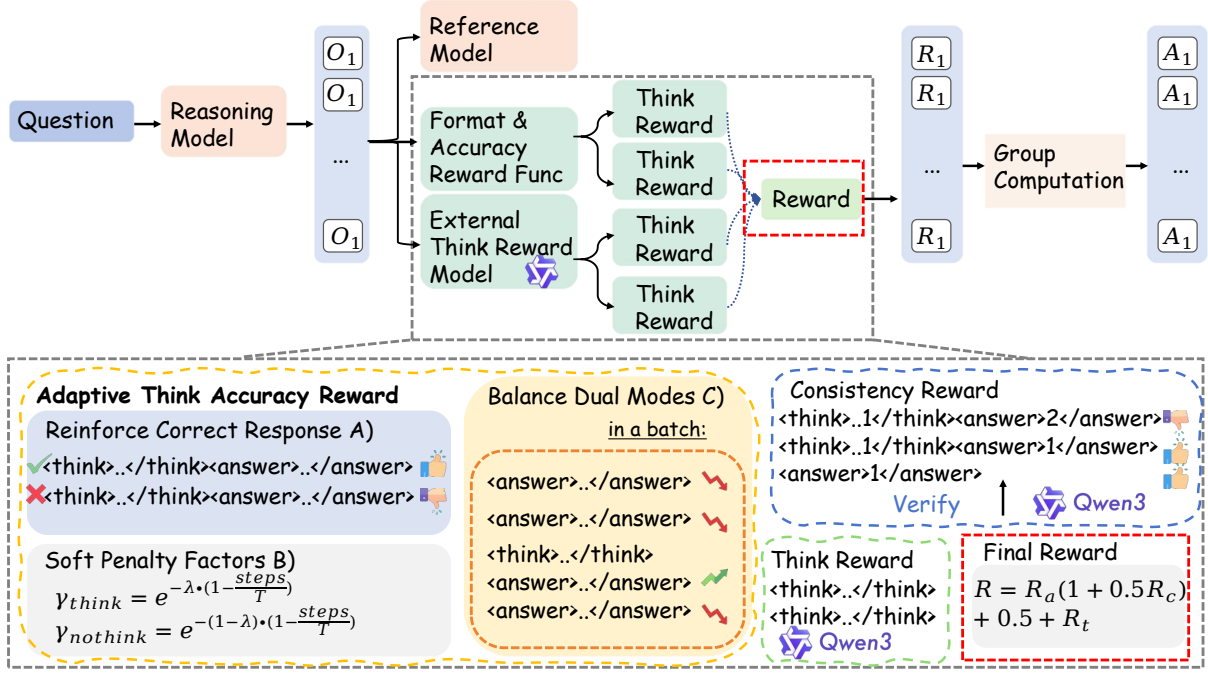 Question
Reasoning
Model
O₁
O₁
...
O₁
Reference
Model
Format &
Accuracy
Reward Func
External
Think Reward
Model
Think
Reward
Think
Reward
Think
Reward
Think
Reward
Reward
R₁
R₁
...
R₁
Group
Computation
A₁
A₁
...
A₁
Adaptive Think Accuracy Reward
Reinforce Correct Response A)
<think>..</think><answer>..</answer>
<think>..</think><answer>..</answer>
Soft Penalty Factors B)
γ_think = e^{-λ•(1-steps/T)}
γ_nothink = e^{-(1-λ)•(1-steps/T)}
Balance Dual Modes C)
in a batch:
<answer>..</answer>
<answer>..</answer>
<think>..</think>
<answer>..</answer>
<answer>..</answer>
Consistency Reward
<think>..1</think><answer>2</answer>
<think>..1</think><answer>1</answer>
<answer>1</answer>
Verify
Qwen3
Think Reward
<think>..</think>
<think>..</think>
Qwen3
Final Reward
R = Rₐ(1 + 0.5R_c)
+ 0.5 + R_t